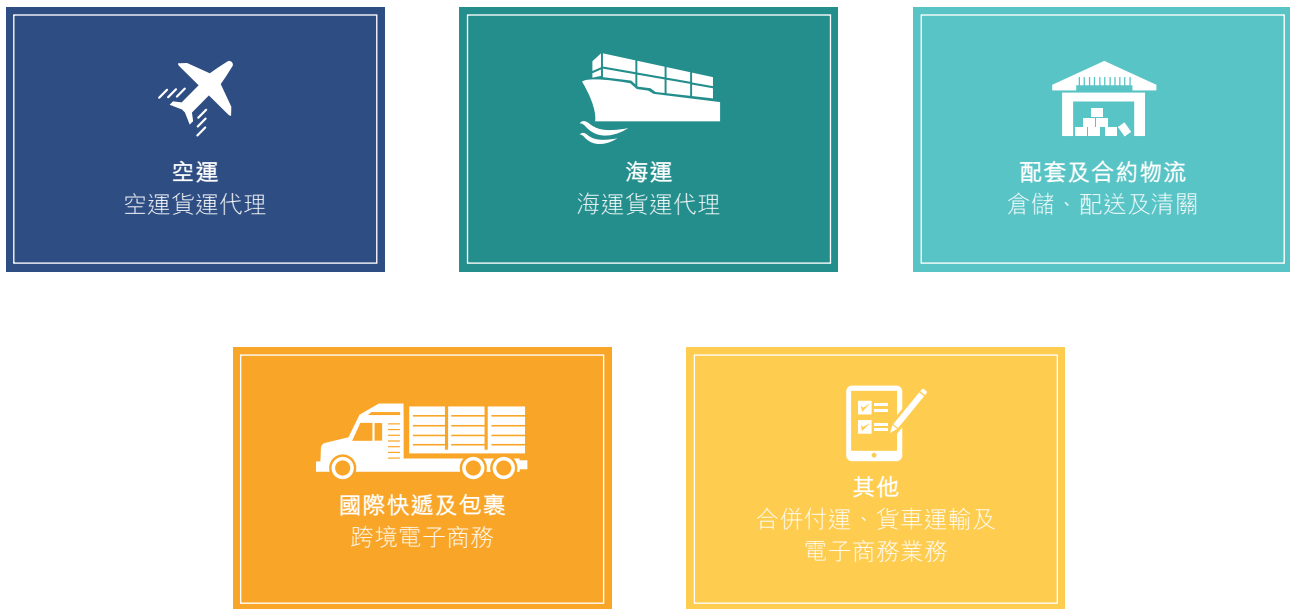 空運
空運貨運代理
海運
海運貨運代理
配套及合約物流
倉儲、配送及清關
國際快遞及包裹
跨境電子商務
其他
合併付運、貨車運輸及
電子商務業務